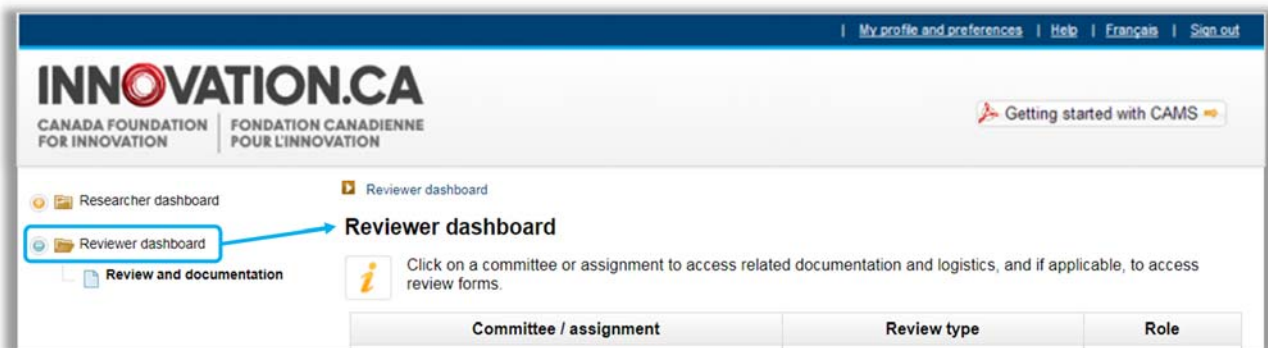 | My profile and preferences | Help | Français | Sign out
INNOVATION.CA
CANADA FOUNDATION FOR INNOVATION
FONDATION CANADIENNE POUR L'INNOVATION
Getting started with CAMS
Researcher dashboard
Reviewer dashboard
Review and documentation
Reviewer dashboard
Reviewer dashboard
Click on a committee or assignment to access related documentation and logistics, and if applicable, to access
review forms.
Committee / assignment Review type Role